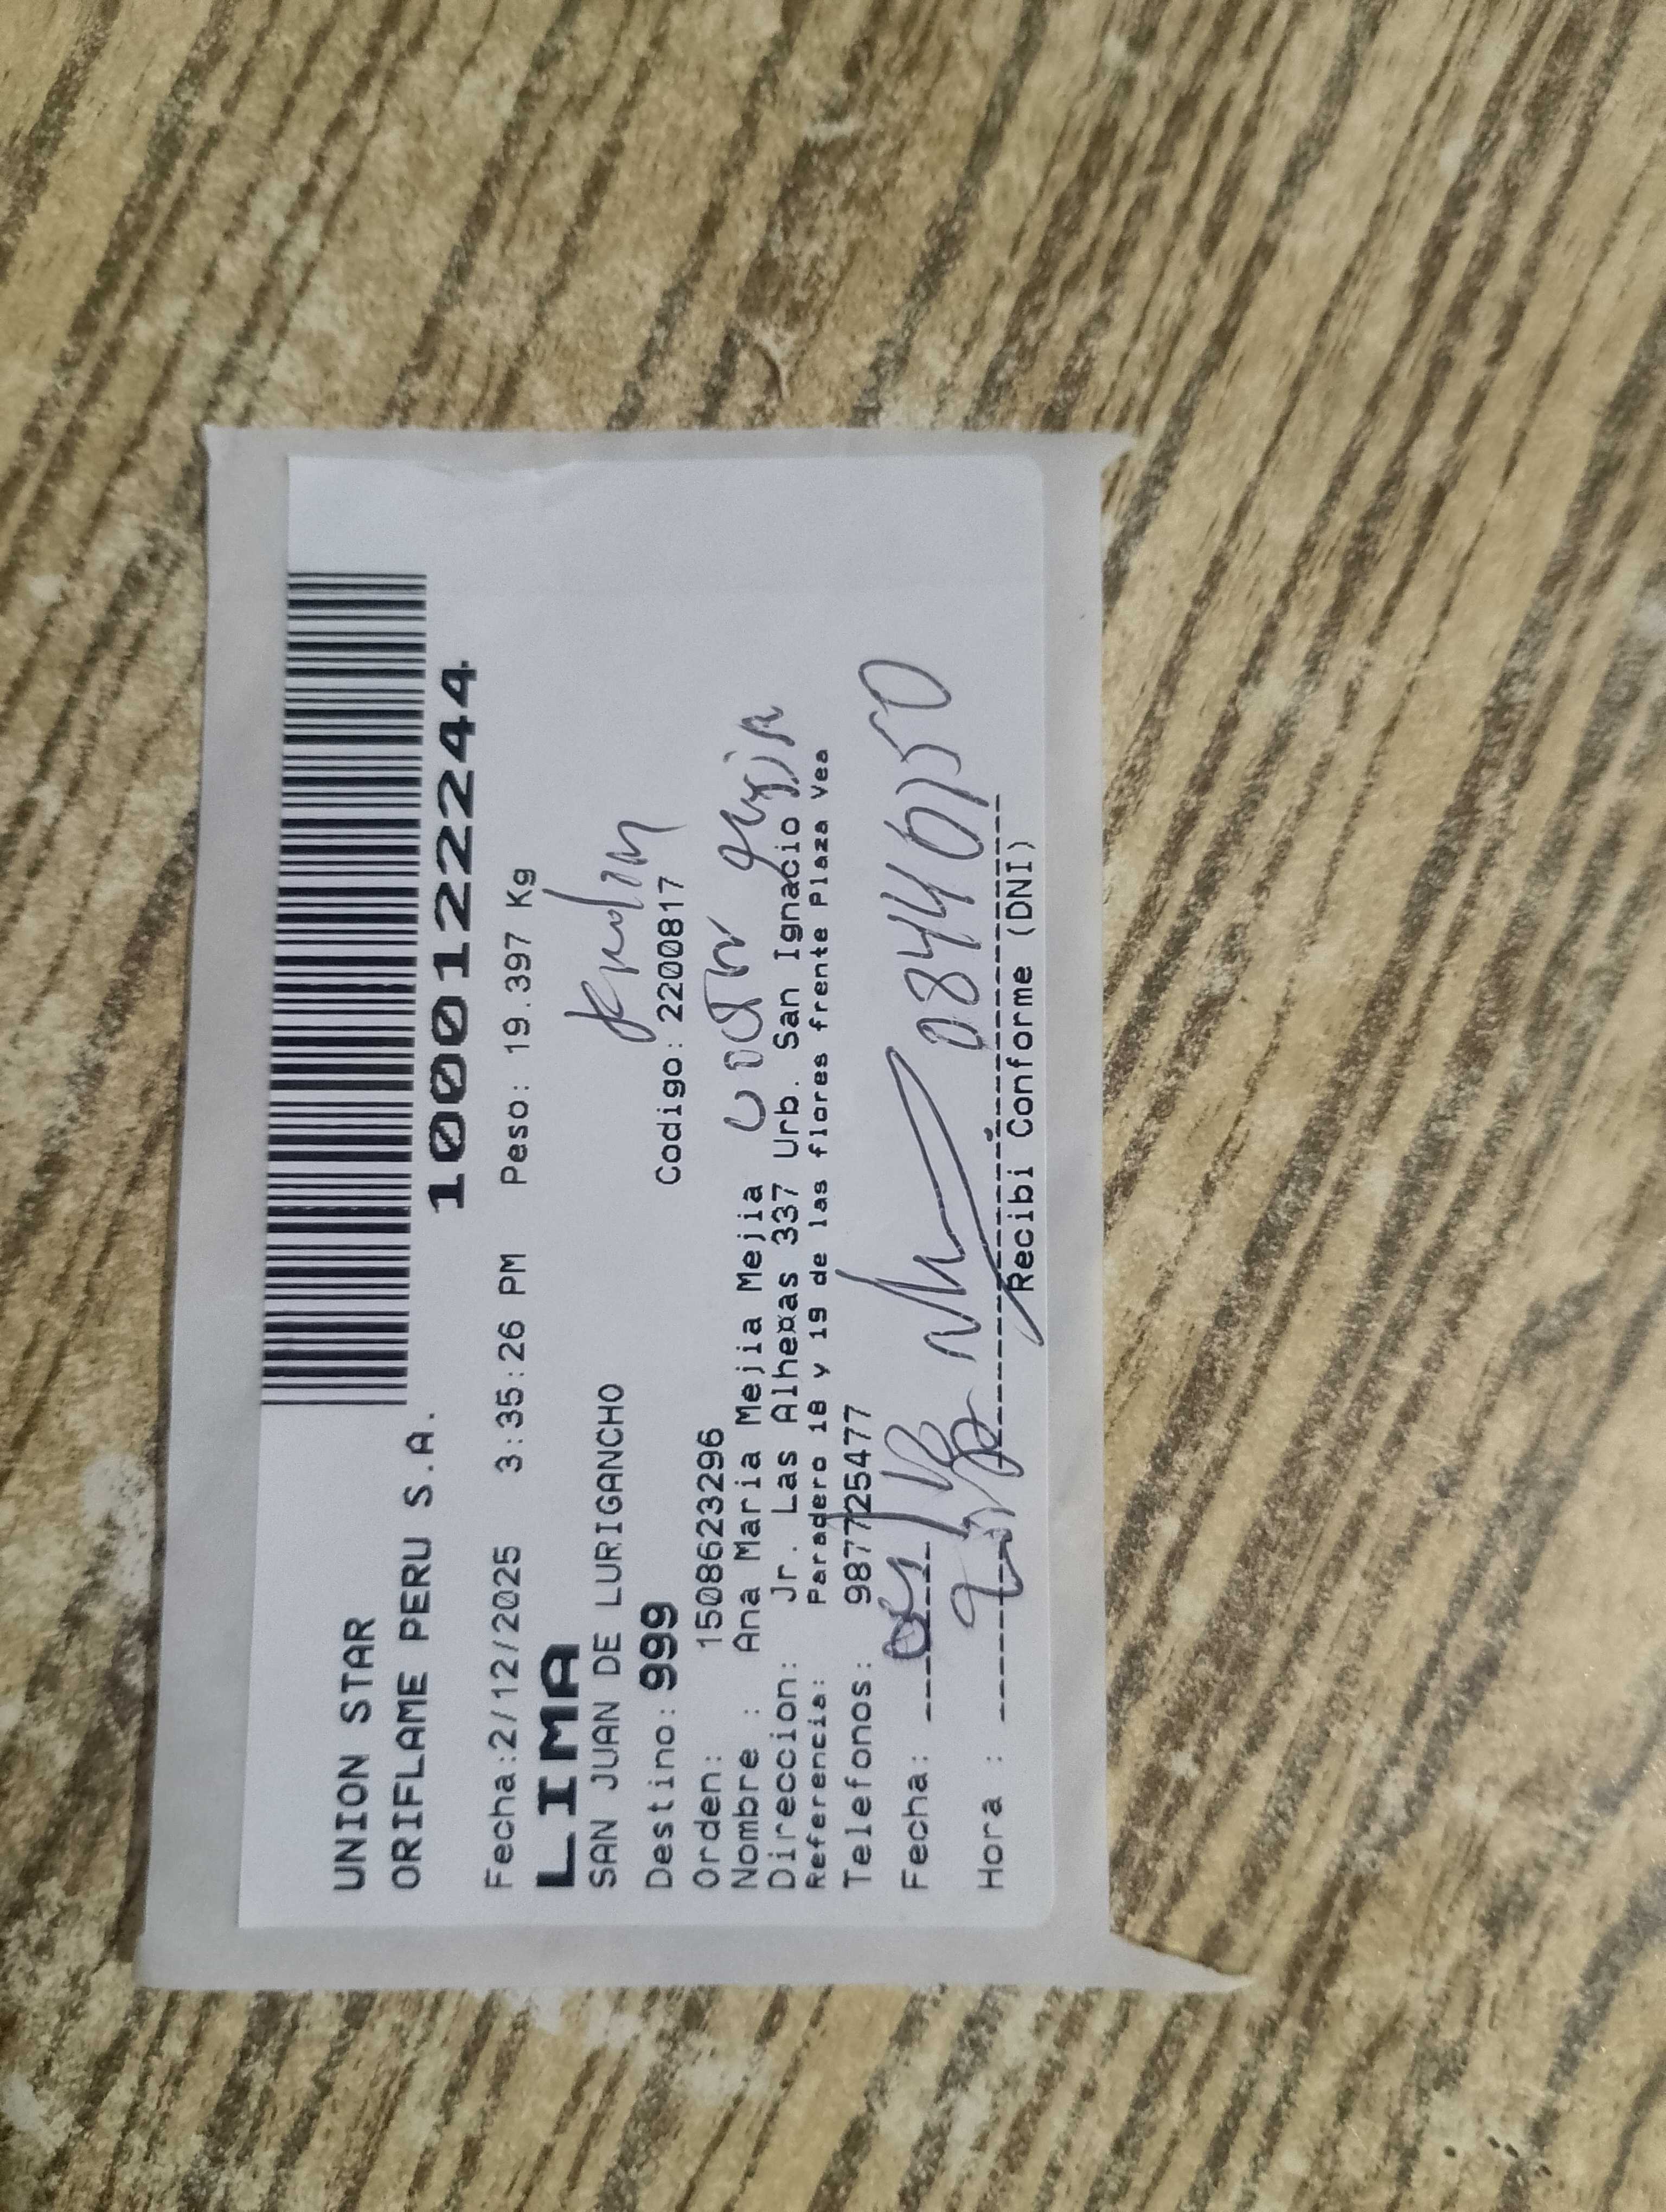 UNION STAR
ORIFLAME PERU S.A.
1000122244
Fecha:2/12/2025 3:35:26 PM Peso: 19.397 Kg
LIMA
SAN JUAN DE LURIGANCHO
Destino: 999 Codigo: 2200817
Orden: 1508623296
Nombre : Ana Maria Mejia Mejia
Direccion: Jr. Las Alhenas 337 Urb. San Ignacio
Referencia: Paradero 18 y 19 de las flores frente Plaza Vea
Telefonos: 987725477
Fecha:
Hora :
Recibi Conforme (DNI)